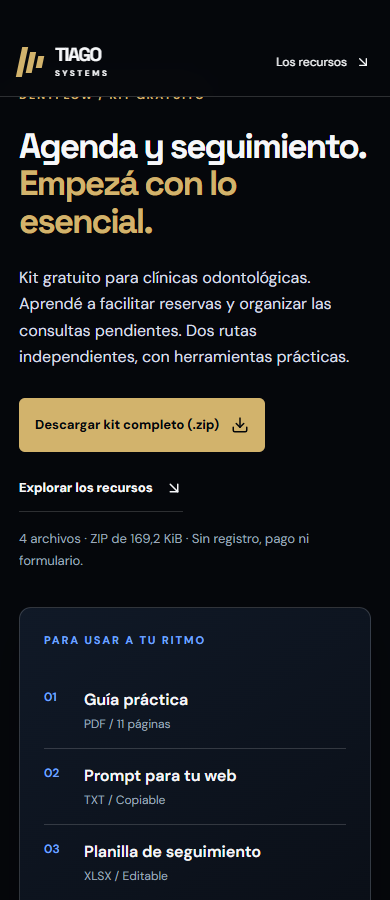 TIAGO
SYSTEMS
Los recursos
DENTFLOW / KIT GRATUITO
Agenda y seguimiento.
Empezá con lo
esencial.
Kit gratuito para clínicas odontológicas.
Aprendé a facilitar reservas y organizar las
consultas pendientes. Dos rutas
independientes, con herramientas prácticas.
Descargar kit completo (.zip)
Explorar los recursos
4 archivos · ZIP de 169,2 KiB · Sin registro, pago ni
formulario.
PARA USAR A TU RITMO
01
Guía práctica
PDF / 11 páginas
02
Prompt para tu web
TXT / Copiable
03
Planilla de seguimiento
XLSX / Editable